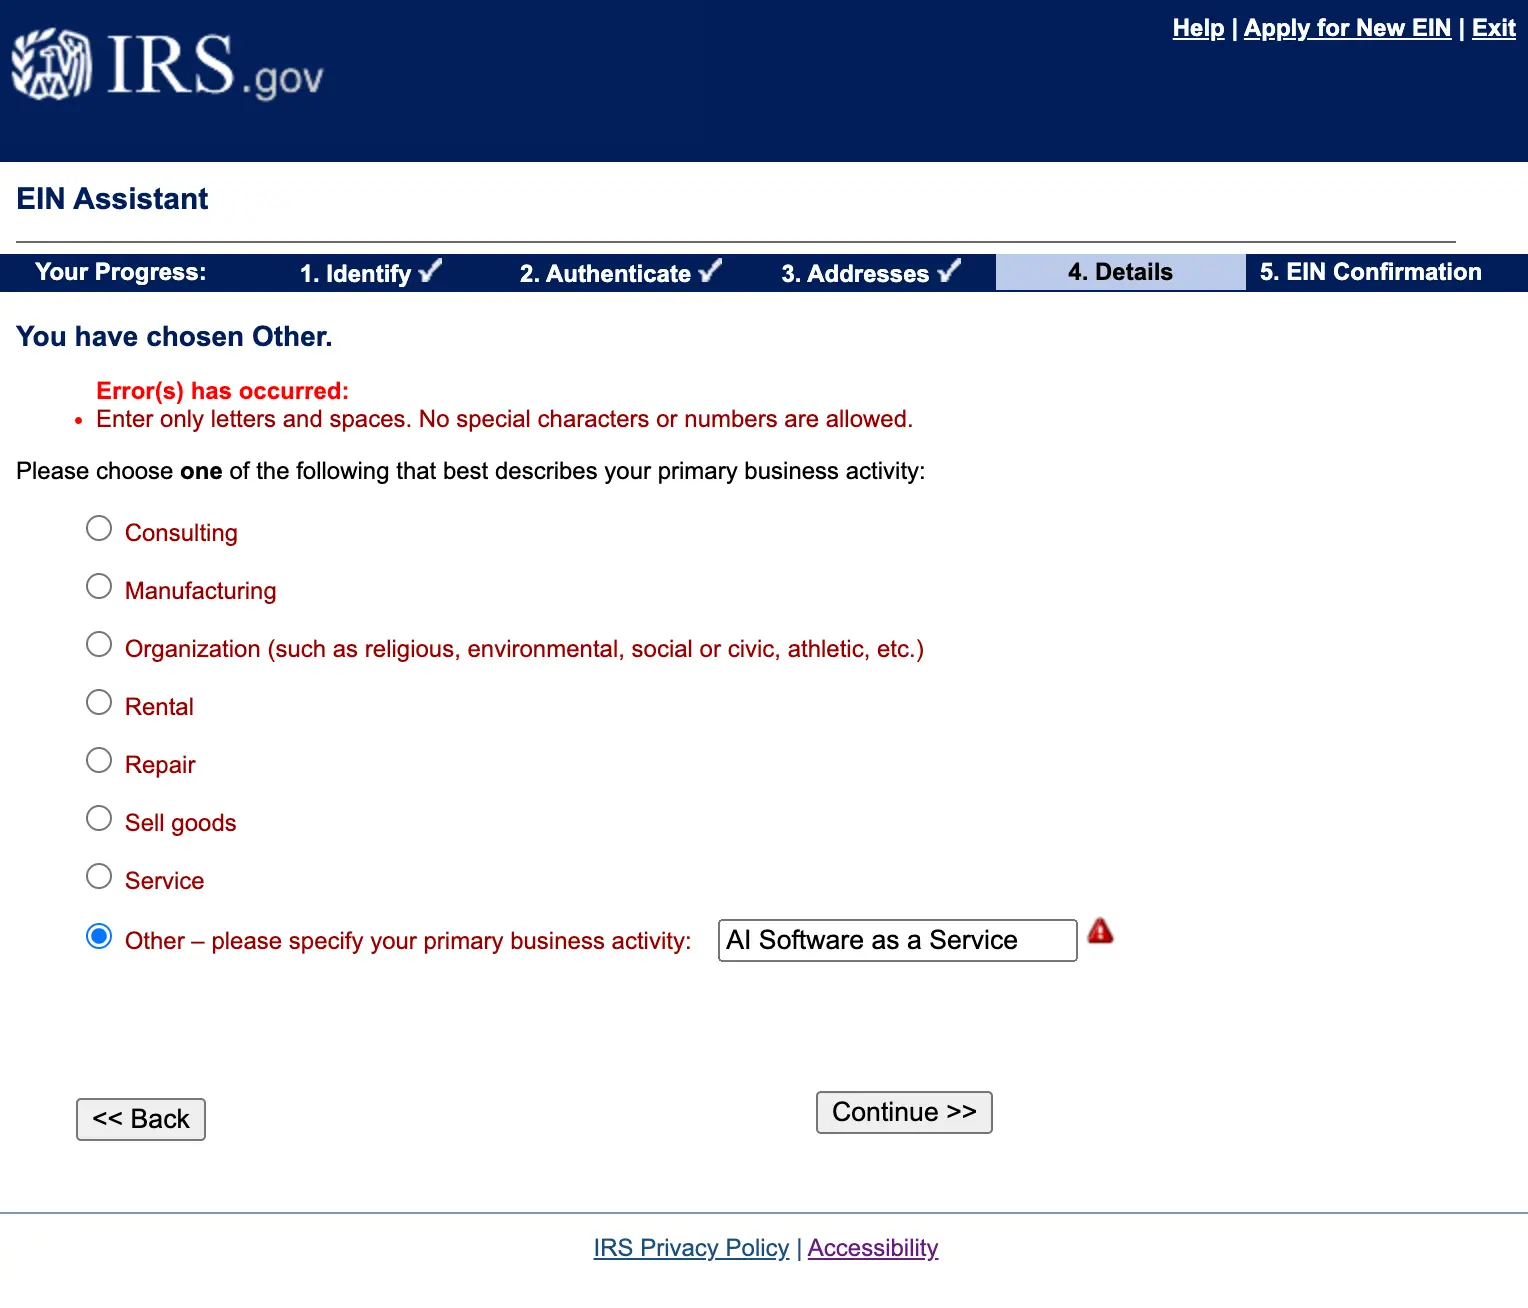 IRS.gov
Help | Apply for New EIN | Exit
EIN Assistant
Your Progress: 1. Identify ✓ 2. Authenticate ✓ 3. Addresses ✓ 4. Details 5. EIN Confirmation
You have chosen Other.
Error(s) has occurred:
• Enter only letters and spaces. No special characters or numbers are allowed.
Please choose one of the following that best describes your primary business activity:
Consulting
Manufacturing
Organization (such as religious, environmental, social or civic, athletic, etc.)
Rental
Repair
Sell goods
Service
Other – please specify your primary business activity: AI Software as a Service
<< Back Continue >>
IRS Privacy Policy | Accessibility